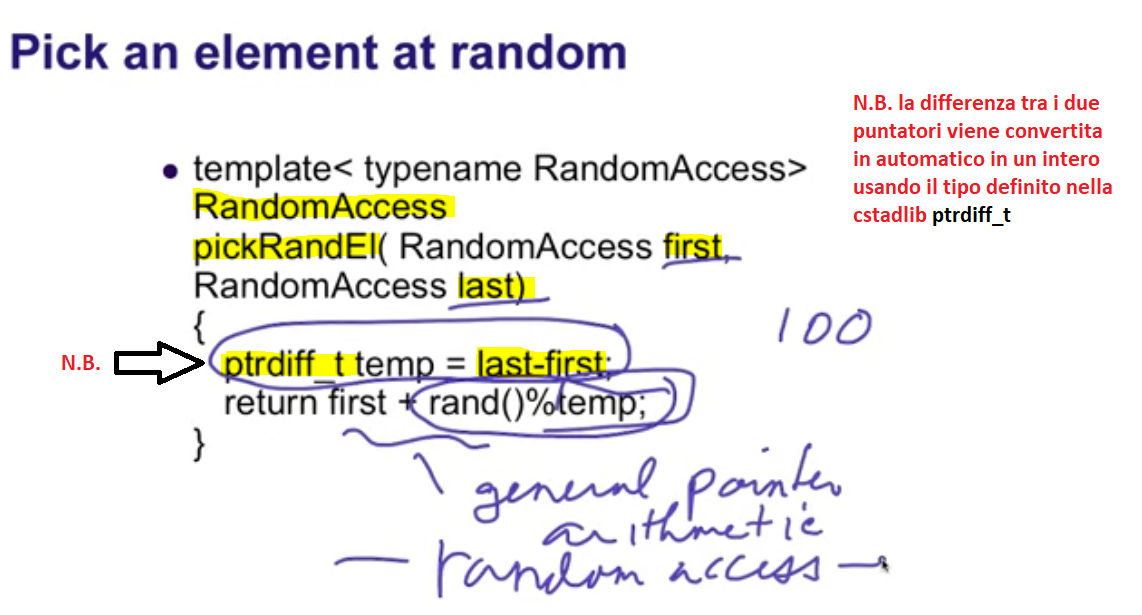 Pick an element at random
N.B. la differenza tra i due
puntatori viene convertita
in automatico in un intero
usando il tipo definito nella
cstadlib ptrdiff_t
• template< typename RandomAccess>
RandomAccess
pickRandEl( RandomAccess first,
RandomAccess last)
{
100
N.B.
ptrdiff_t temp = last-first;
return first + rand()%temp;
}
general pointer
arithmetic
— random access —